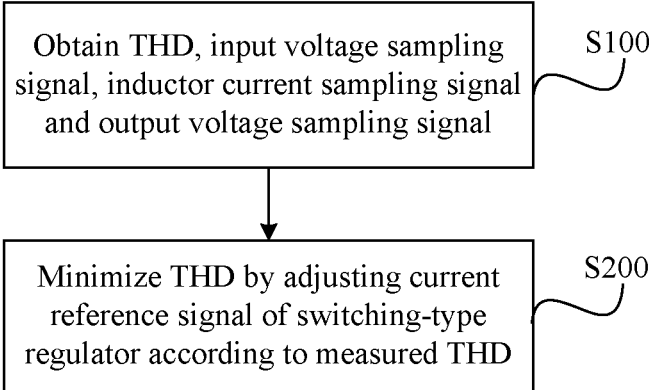 Obtain THD, input voltage sampling
signal, inductor current sampling signal
and output voltage sampling signal
S100
Minimize THD by adjusting current
reference signal of switching-type
regulator according to measured THD
S200